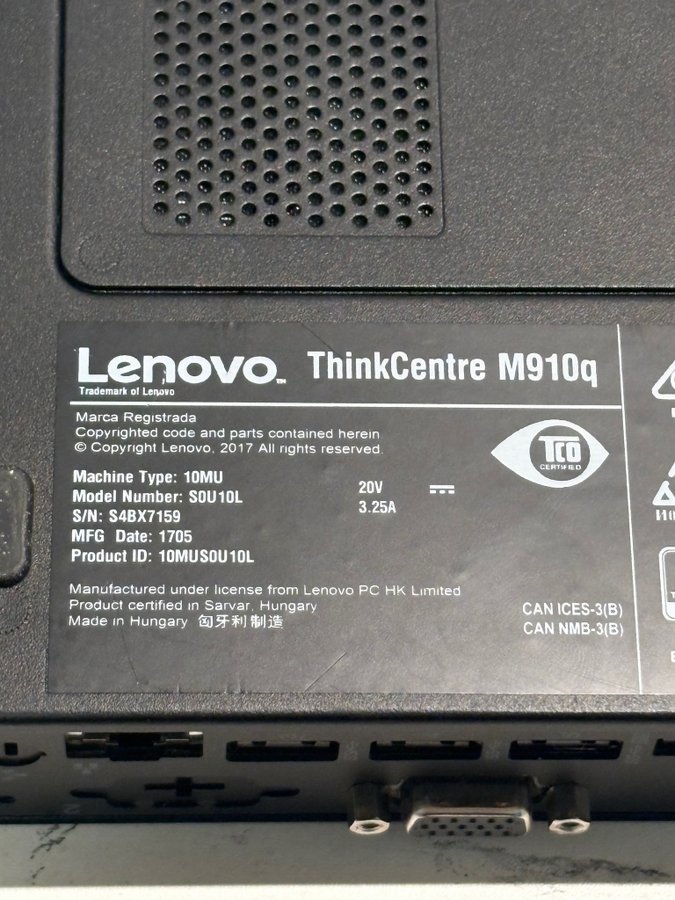 Lenovo™ ThinkCentre M910q
Trademark of Lenovo
Marca Registrada
Copyrighted code and parts contained herein
© Copyright Lenovo, 2017 All rights reserved.
TCO
CERTIFIED
Machine Type: 10MU
Model Number: S0U10L
S/N: S4BX7159
MFG Date: 1705
Product ID: 10MUS0U10L
20V
3.25A
Manufactured under license from Lenovo PC HK Limited
Product certified in Sarvar, Hungary
Made in Hungary 匈牙利制造
CAN ICES-3(B)
CAN NMB-3(B)